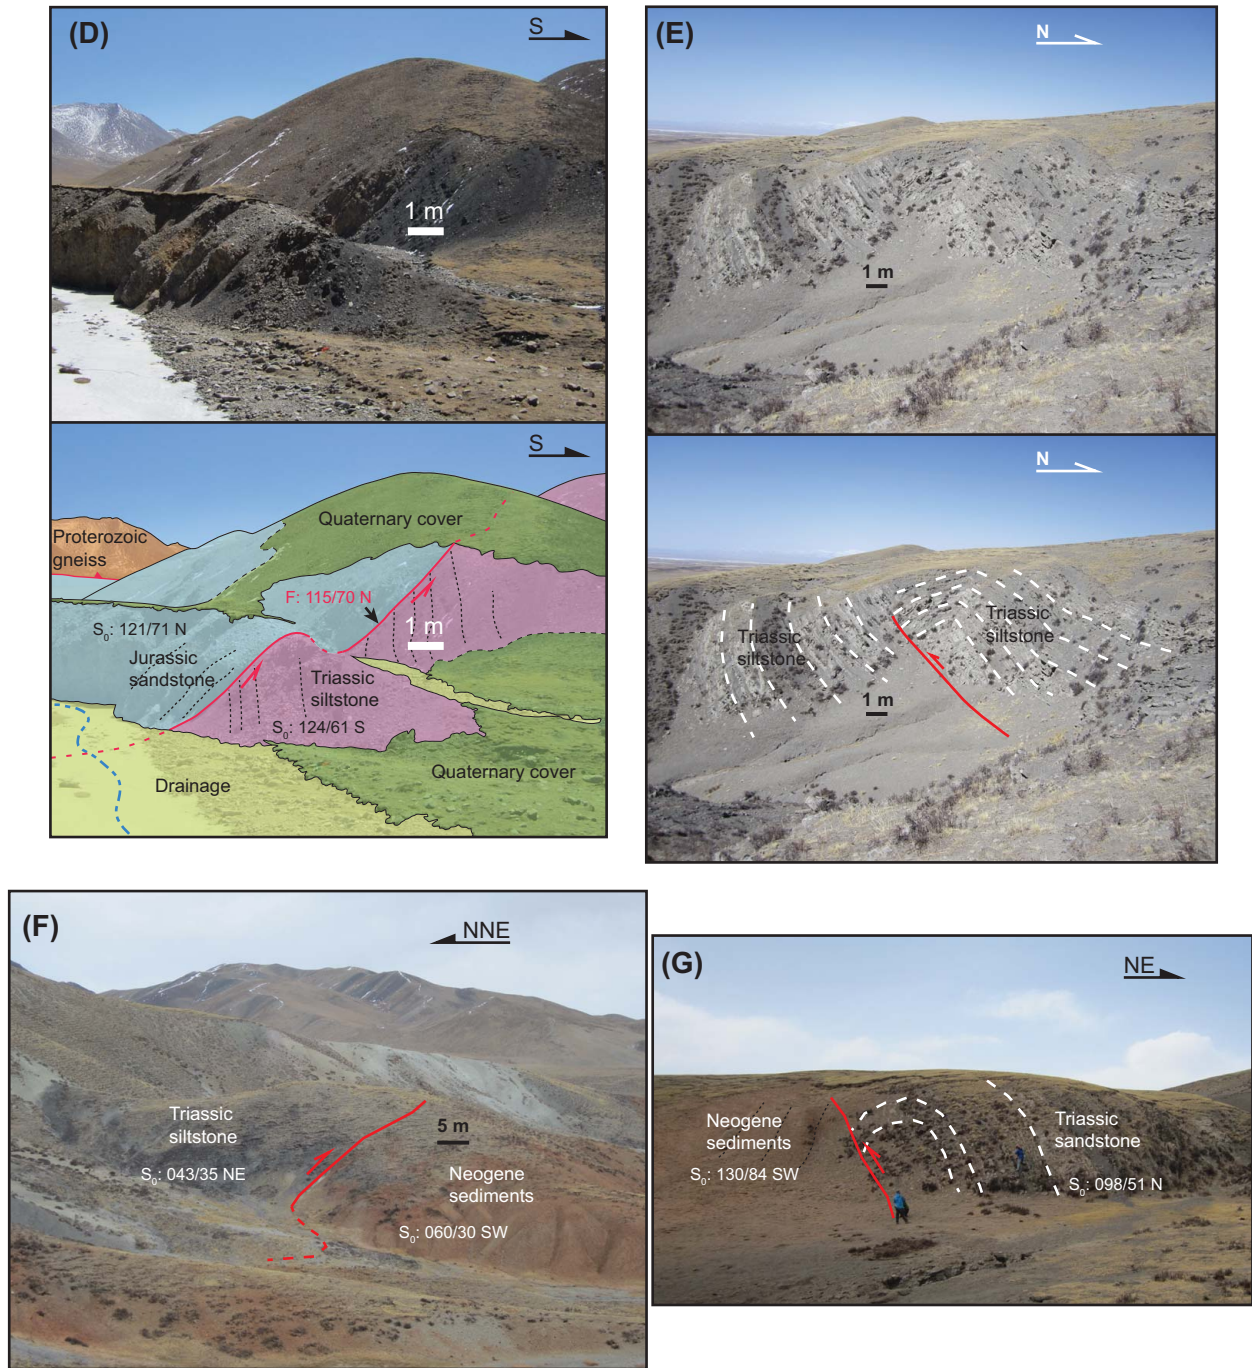 (D)
S
1 m
S
Quaternary cover
Proterozoic
gneiss
F: 115/70 N
S₀: 121/71 N
1 m
Jurassic
sandstone
Triassic
siltstone
S₀: 124/61 S
Drainage
Quaternary cover
(E)
N
1 m
N
Triassic
siltstone
Triassic
siltstone
1 m
(F)
NNE
Triassic
siltstone
5 m
S₀: 043/35 NE
Neogene
sediments
S₀: 060/30 SW
(G)
NE
Neogene
sediments
S₀: 130/84 SW
Triassic
sandstone
S₀: 098/51 N